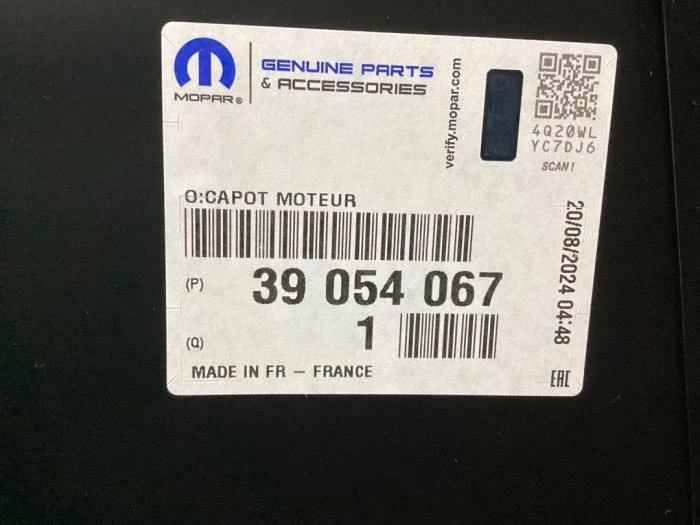 MOPAR®
GENUINE PARTS
& ACCESSORIES
verify.mopar.com
4Q20WL
YC7DJ6
SCAN!
O:CAPOT MOTEUR
(P) 39 054 067
(Q) 1
20/08/2024 04:48
MADE IN FR – FRANCE
EAC